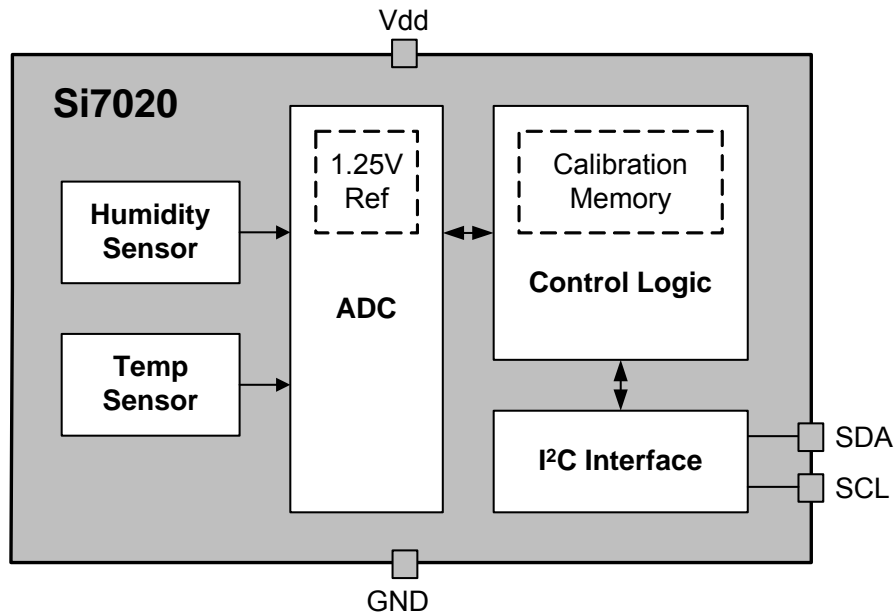 Vdd
Si7020
1.25V
Ref
Calibration
Memory
Humidity
Sensor
ADC
Control Logic
Temp
Sensor
I²C Interface
SDA
SCL
GND